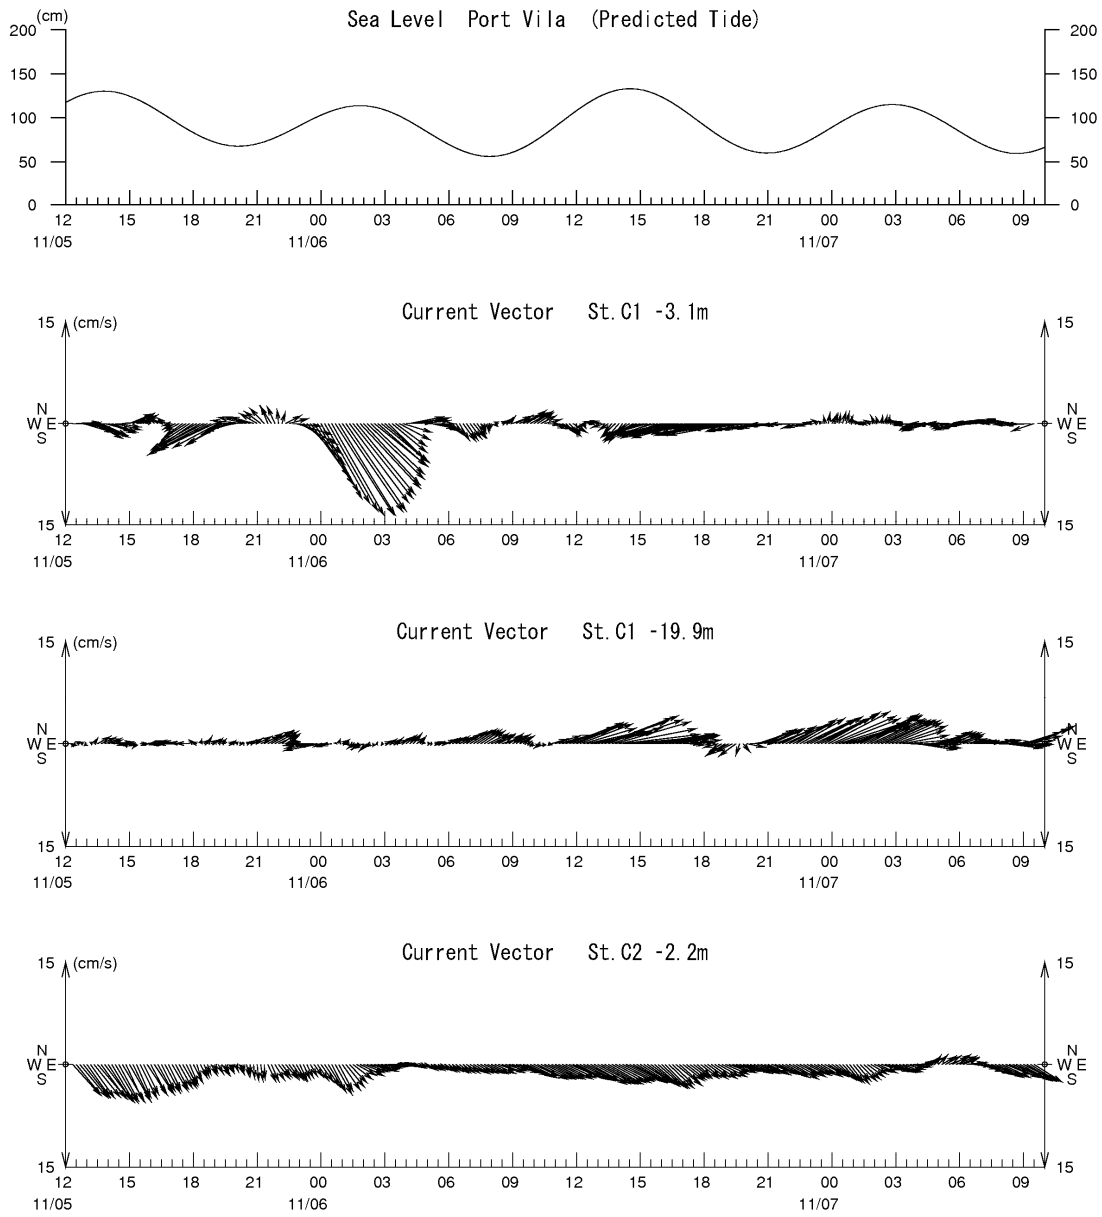 (cm) Sea Level Port Vila (Predicted Tide)
200 200
150 150
100 100
50 50
0 0
12 15 18 21 00 03 06 09 12 15 18 21 00 03 06 09
11/05 11/06 11/07
Current Vector St.C1 -3.1m
15 (cm/s) 15
N N
W E W E
S S
15 15
12 15 18 21 00 03 06 09 12 15 18 21 00 03 06 09
11/05 11/06 11/07
Current Vector St.C1 -19.9m
15 (cm/s) 15
N N
W E W E
S S
15 15
12 15 18 21 00 03 06 09 12 15 18 21 00 03 06 09
11/05 11/06 11/07
Current Vector St.C2 -2.2m
15 (cm/s) 15
N N
W E W E
S S
15 15
12 15 18 21 00 03 06 09 12 15 18 21 00 03 06 09
11/05 11/06 11/07